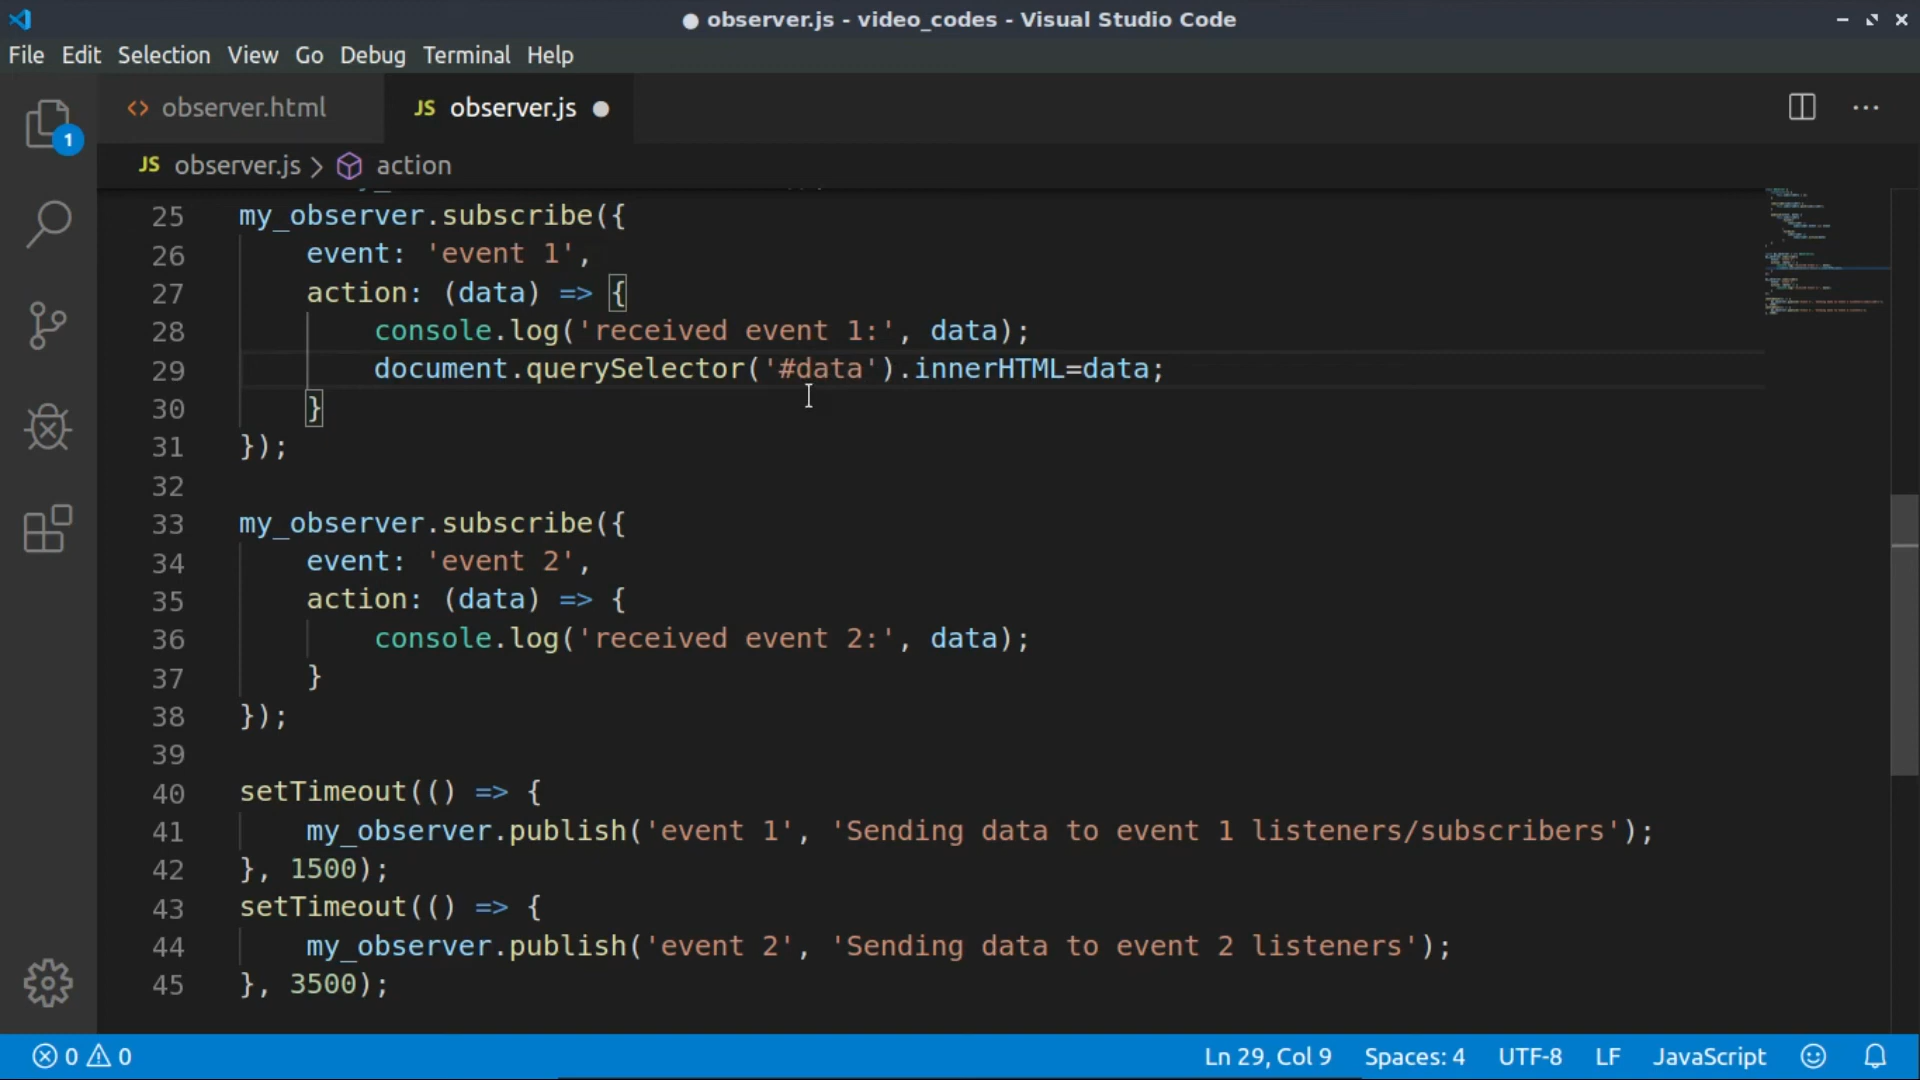 ● observer.js - video_codes - Visual Studio Code
File Edit Selection View Go Debug Terminal Help
1
<> observer.html
JS observer.js ●
JS observer.js > action
25 my_observer.subscribe({
26 event: 'event 1',
27 action: (data) => {
28 console.log('received event 1:', data);
29 document.querySelector('#data').innerHTML=data;
30 }
31 });
32
33 my_observer.subscribe({
34 event: 'event 2',
35 action: (data) => {
36 console.log('received event 2:', data);
37 }
38 });
39
40 setTimeout(() => {
41 my_observer.publish('event 1', 'Sending data to event 1 listeners/subscribers');
42 }, 1500);
43 setTimeout(() => {
44 my_observer.publish('event 2', 'Sending data to event 2 listeners');
45 }, 3500);
0 0 Ln 29, Col 9 Spaces: 4 UTF-8 LF JavaScript